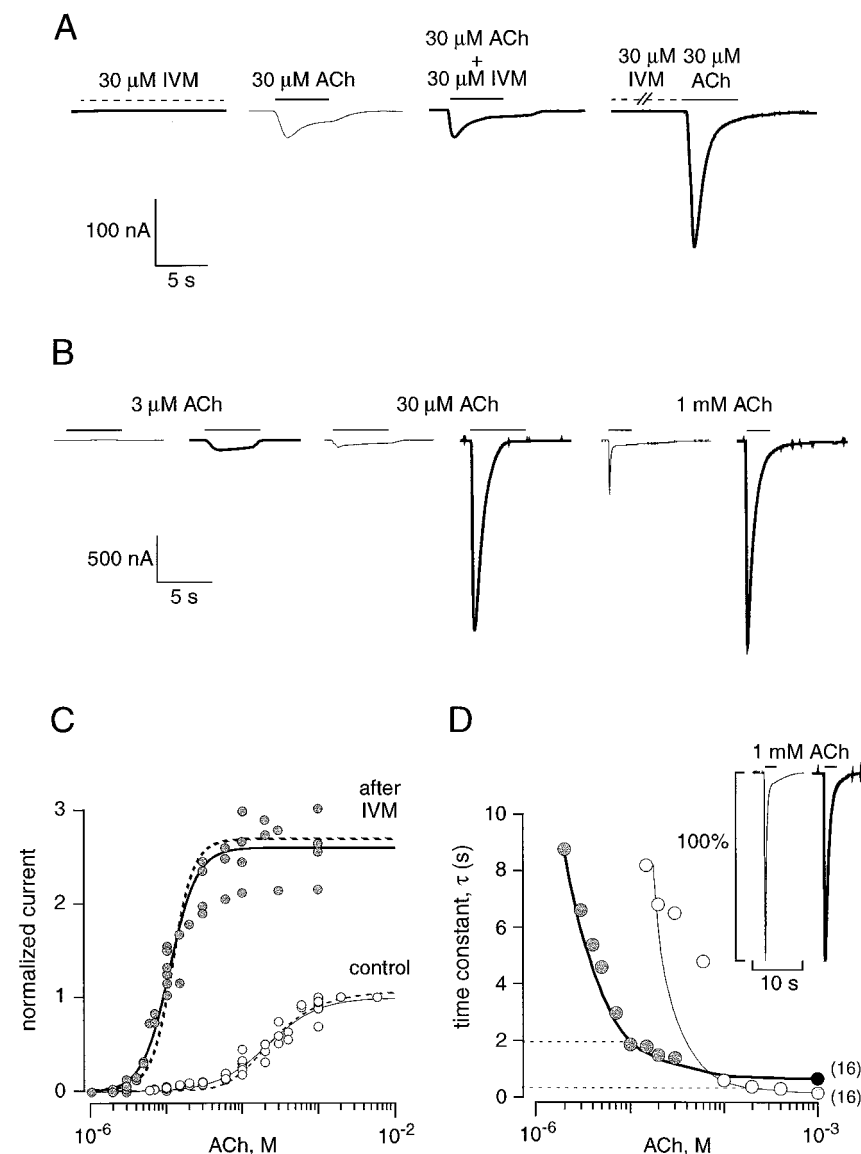 A
30 µM IVM
30 µM ACh
30 µM ACh
+
30 µM IVM
30 µM 30 µM
IVM ACh
100 nA
5 s
B
3 µM ACh
30 µM ACh
1 mM ACh
500 nA
5 s
C
after
IVM
control
normalized current
3
2
1
0
10⁻⁶
10⁻²
ACh, M
D
1 mM ACh
100%
10 s
time constant, τ (s)
10
8
6
4
2
0
(16)
(16)
10⁻⁶
10⁻³
ACh, M